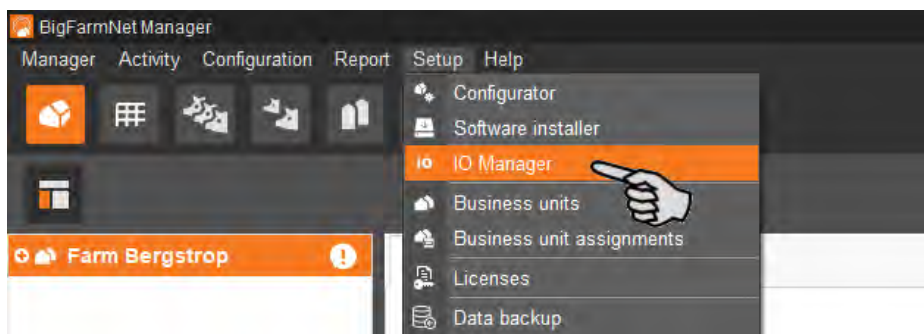 BigFarmNet Manager
Manager Activity Configuration Report Setup Help
Configurator
Software installer
IO IO Manager
Business units
Farm Bergstrop
Business unit assignments
Licenses
Data backup